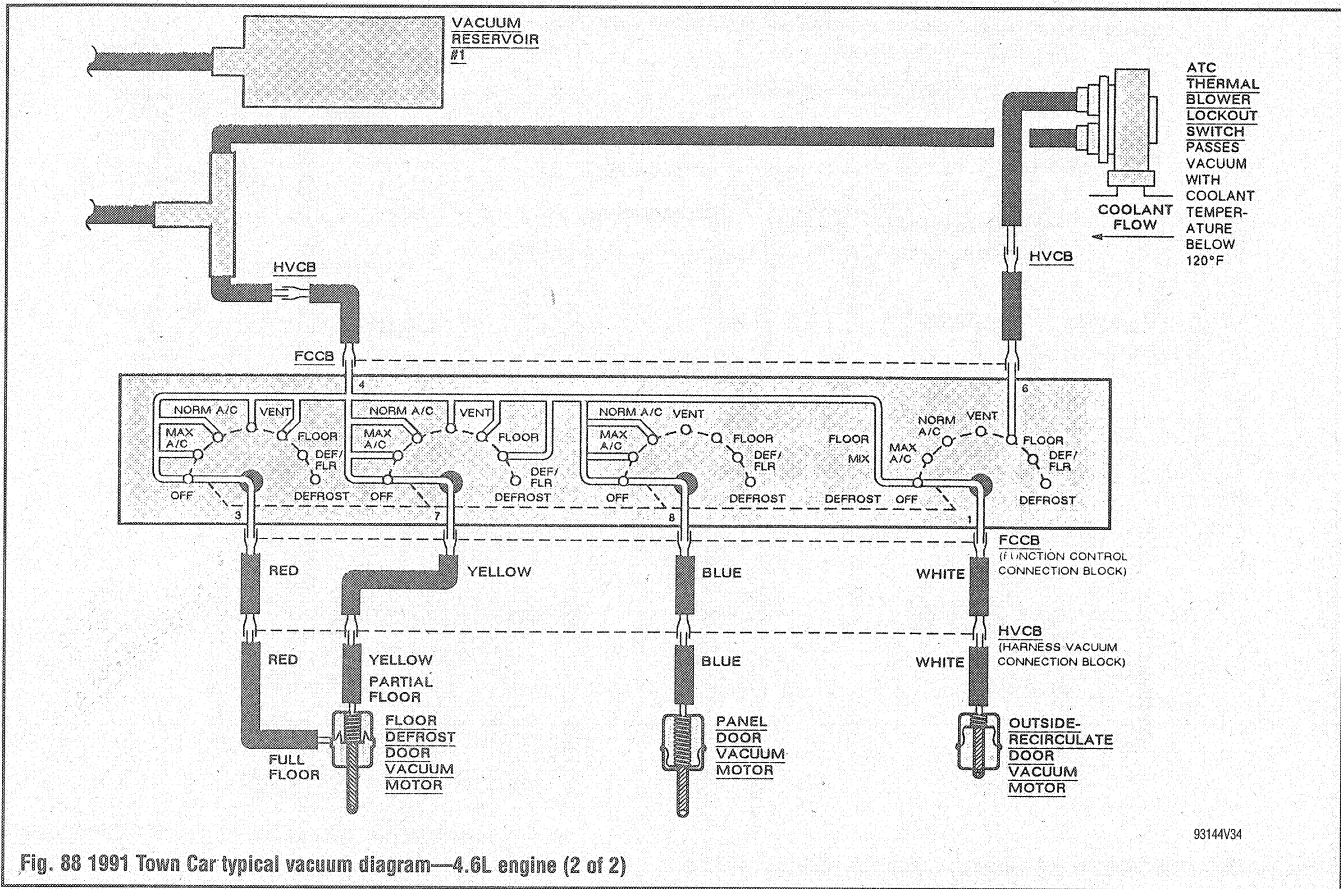 VACUUM
RESERVOIR
#1
ATC
THERMAL
BLOWER
LOCKOUT
SWITCH
PASSES
VACUUM
WITH
COOLANT
TEMPER-
ATURE
BELOW
120°F
COOLANT
FLOW
HVCB
HVCB
FCCB
4
6
NORM A/C
VENT
MAX
A/C
FLOOR
DEF/
FLR
OFF
DEFROST
3
NORM A/C
VENT
MAX
A/C
FLOOR
DEF/
FLR
OFF
DEFROST
7
NORM A/C
VENT
MAX
A/C
FLOOR
DEF/
FLR
OFF
DEFROST
8
FLOOR
MIX
DEFROST
NORM
A/C
VENT
MAX
A/C
FLOOR
DEF/
FLR
OFF
DEFROST
1
RED
YELLOW
BLUE
WHITE
FCCB
(FUNCTION CONTROL
CONNECTION BLOCK)
RED
YELLOW
BLUE
WHITE
HVCB
(HARNESS VACUUM
CONNECTION BLOCK)
PARTIAL
FLOOR
FULL
FLOOR
FLOOR
DEFROST
DOOR
VACUUM
MOTOR
PANEL
DOOR
VACUUM
MOTOR
OUTSIDE-
RECIRCULATE
DOOR
VACUUM
MOTOR
93144V34
Fig. 88 1991 Town Car typical vacuum diagram—4.6L engine (2 of 2)